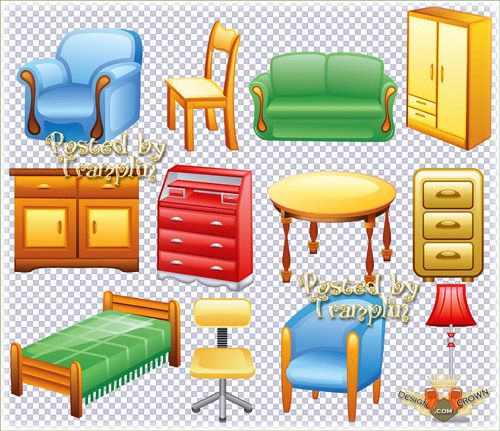 Posted by
Tramplin
Posted by
Tramplin
DESIGN CROWN
.COM